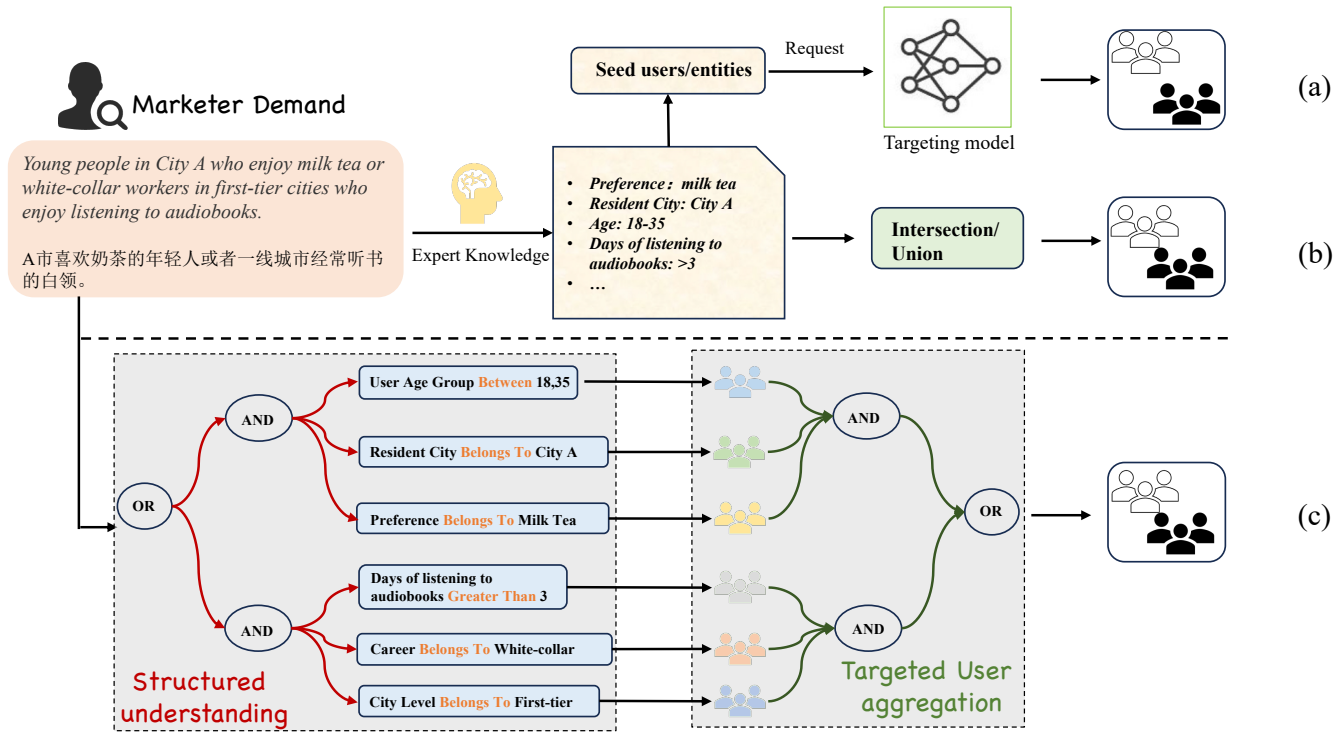 Marketer Demand
Young people in City A who enjoy milk tea or
white-collar workers in first-tier cities who
enjoy listening to audiobooks.
A市喜欢奶茶的年轻人或者一线城市经常听书
的白领。
Expert Knowledge
Seed users/entities
Request
Targeting model
(a)
• Preference：milk tea
• Resident City: City A
• Age: 18-35
• Days of listening to
audiobooks: >3
• …
Intersection/
Union
(b)
OR
AND
AND
User Age Group Between 18,35
Resident City Belongs To City A
Preference Belongs To Milk Tea
Days of listening to
audiobooks Greater Than 3
Career Belongs To White-collar
City Level Belongs To First-tier
Structured
understanding
AND
AND
OR
Targeted User
aggregation
(c)